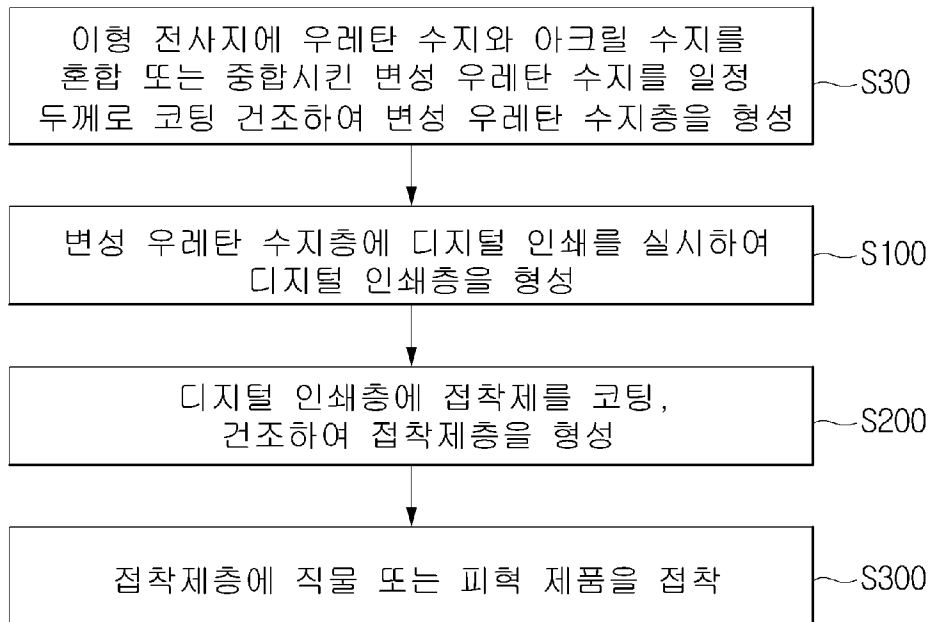 이형 전사지에 우레탄 수지와 아크릴 수지를
혼합 또는 중합시킨 변성 우레탄 수지를 일정
두께로 코팅 건조하여 변성 우레탄 수지층을 형성
S30
변성 우레탄 수지층에 디지털 인쇄를 실시하여
디지털 인쇄층을 형성
S100
디지털 인쇄층에 접착제를 코팅,
건조하여 접착제층을 형성
S200
접착제층에 직물 또는 피혁 제품을 접착
S300